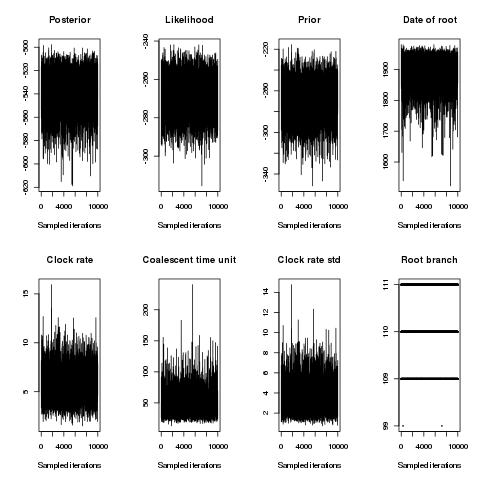 Posterior
Likelihood
Prior
Date of root
-500
-520
-540
-560
-580
-600
-620
-240
-260
-280
-300
-220
-260
-300
-340
1900
1800
1700
1600
0 4000 10000
0 4000 10000
0 4000 10000
0 4000 10000
Sampled iterations
Sampled iterations
Sampled iterations
Sampled iterations
Clock rate
Coalescent time unit
Clock rate std
Root branch
15
10
5
200
150
100
50
14
12
10
8
6
4
2
111
110
109
99
0 4000 10000
0 4000 10000
0 4000 10000
0 4000 10000
Sampled iterations
Sampled iterations
Sampled iterations
Sampled iterations